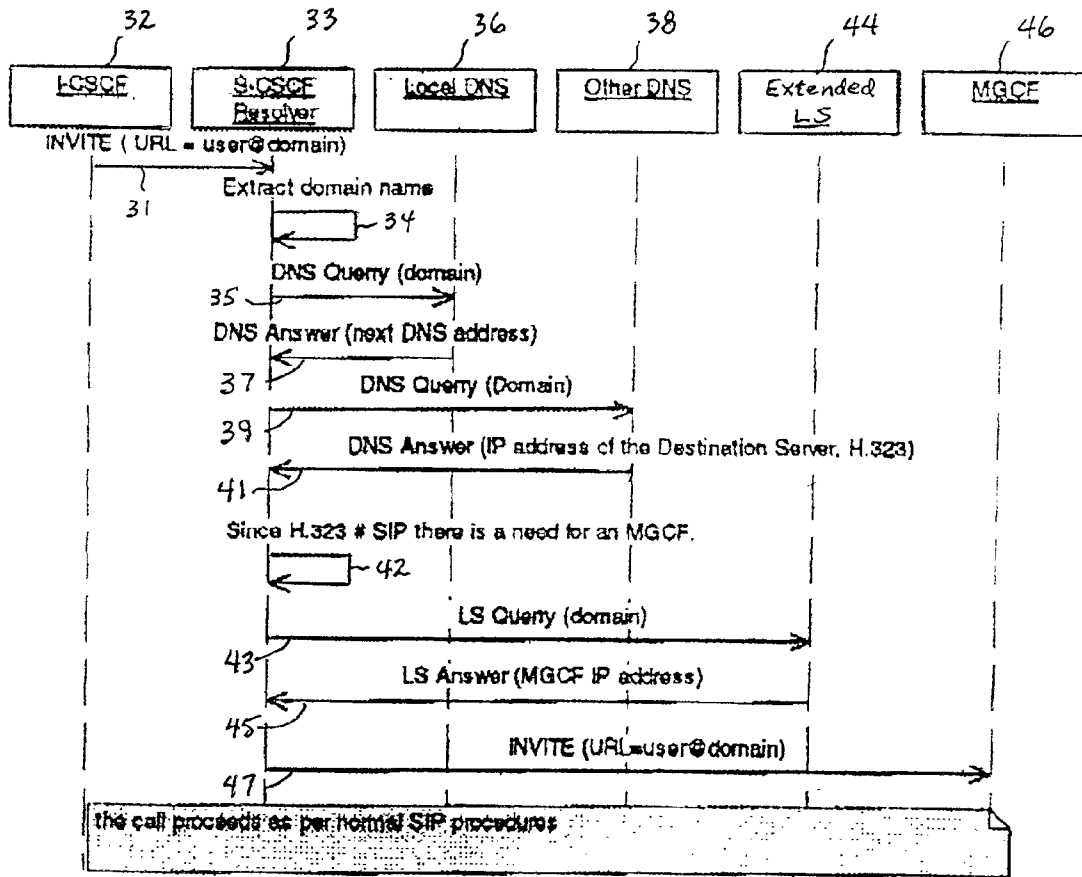 32 33 36 38 44 46
I-CSCF S-CSCF Resolver Local DNS Other DNS Extended LS MGCF
INVITE ( URL = user@domain)
31
Extract domain name
34
DNS Querry (domain)
35
DNS Answer (next DNS address)
37
DNS Querry (Domain)
39
DNS Answer (IP address of the Destination Server, H.323)
41
Since H.323 # SIP there is a need for an MGCF.
42
LS Querry (domain)
43
LS Answer (MGCF IP address)
45
INVITE (URL=user@domain)
47
the call proceeds as per normal SIP procedures